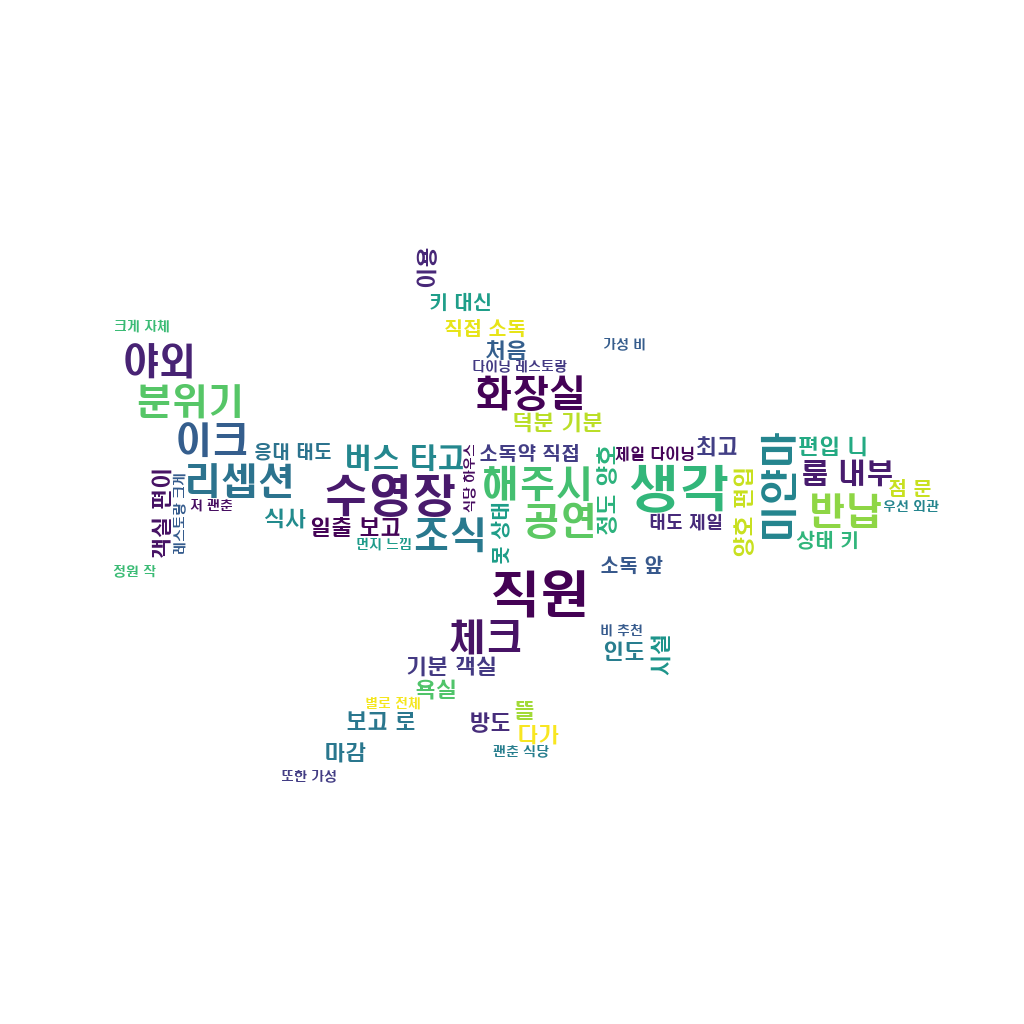 이용
키 대신
크게 자체
직접 소독
가성 비
처음
야외
다이닝 레스토랑
화장실
분위기
덕분 기분
이크
응대 태도
버스 타고
소독약 직접
제일 다이닝
최고
편입 니
리셉션
수영장
식당 하우스
해주시
정도 양호
생각
미얀마
룸 내부
객실 편이
레스토랑 크게
저 괜춘
점 문
우선 외관
양호 편입
반납
식사
일출 보고
조식
못 상태
공연
태도 제일
상태 키
먼지 느낌
정원 작
소독 앞
직원
체크
비 추천
인도
시설
기분 객실
욕실
별로 전체
보고 로
방도
뜰
다가
마감
괜춘 식당
또한 가성